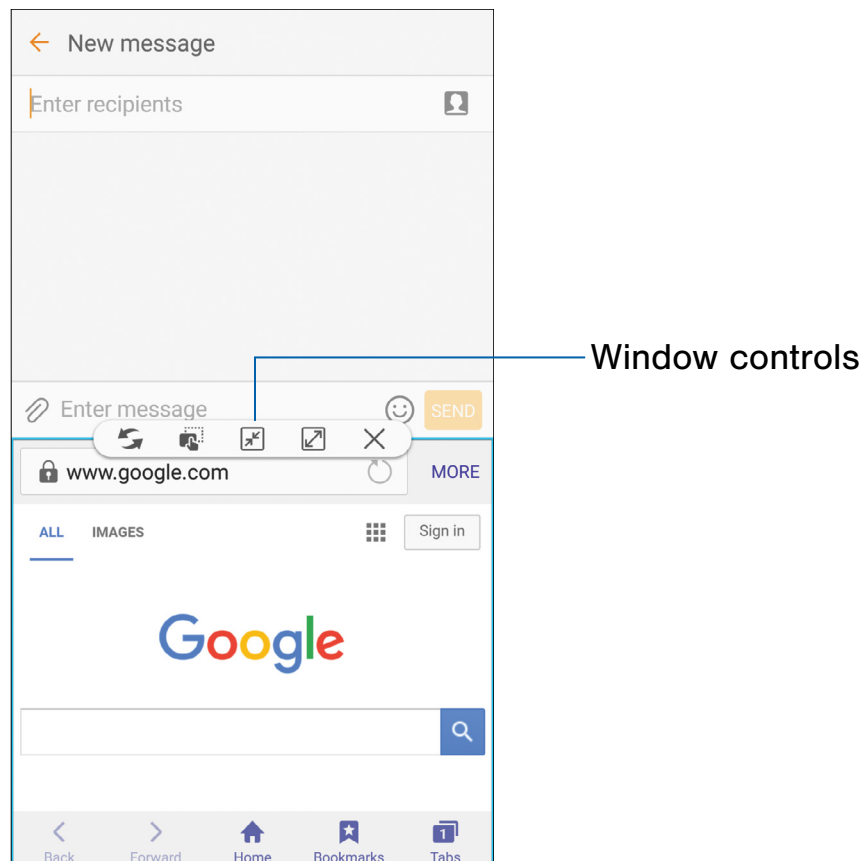 New message
Enter recipients
Window controls
Enter message SEND
www.google.com MORE
ALL IMAGES Sign in
Google
1
Back Forward Home Bookmarks Tabs